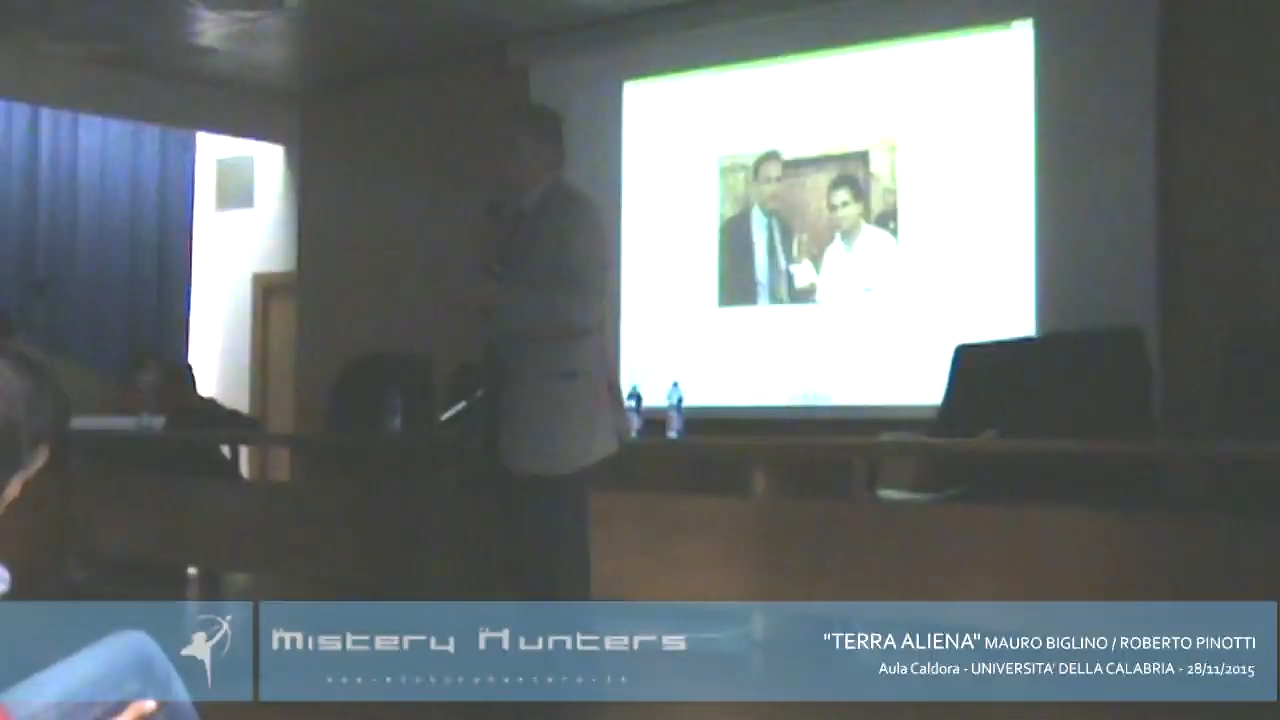 Mistery Hunters
"TERRA ALIENA" MAURO BIGLINO / ROBERTO PINOTTI
Aula Caldora - UNIVERSITA' DELLA CALABRIA - 28/11/2015